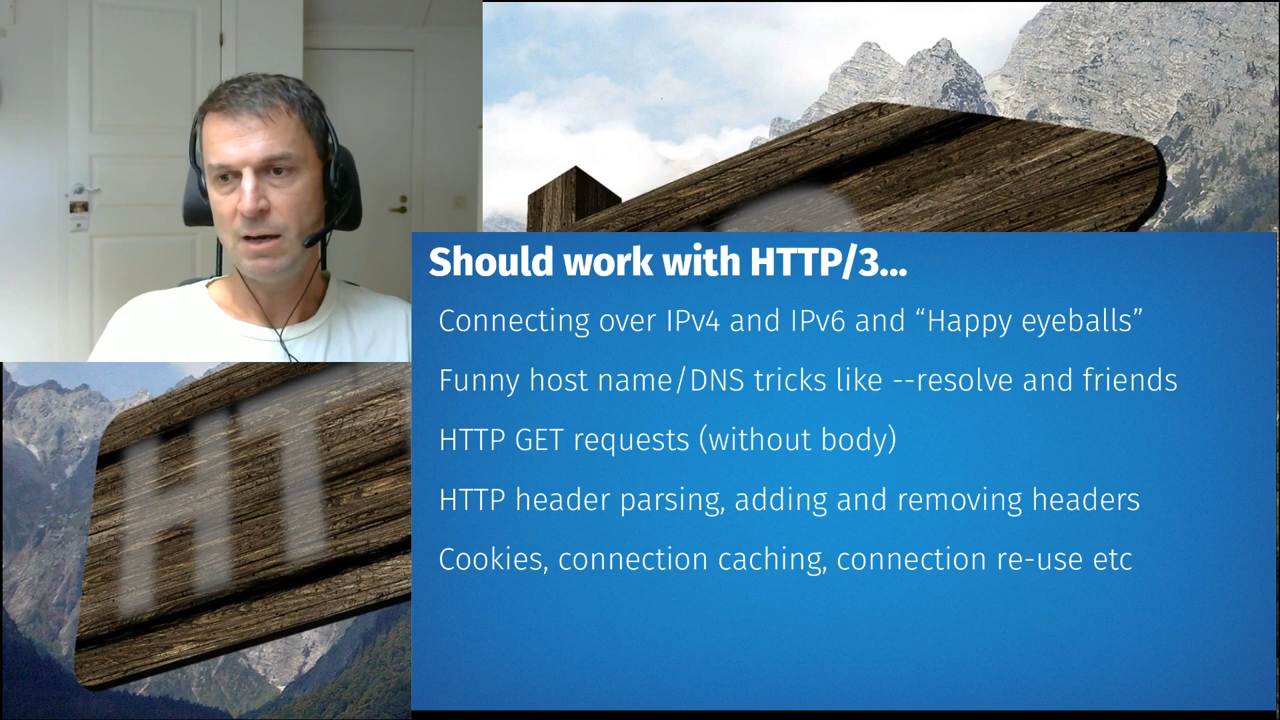 Should work with HTTP/3...
Connecting over IPv4 and IPv6 and “Happy eyeballs”
Funny host name/DNS tricks like --resolve and friends
HTTP GET requests (without body)
HTTP header parsing, adding and removing headers
Cookies, connection caching, connection re-use etc
HT